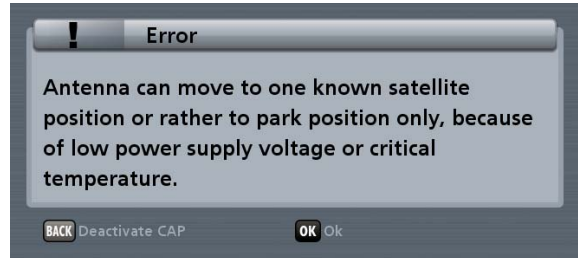 ! Error
Antenna can move to one known satellite
position or rather to park position only, because
of low power supply voltage or critical
temperature.
BACK Deactivate CAP OK Ok